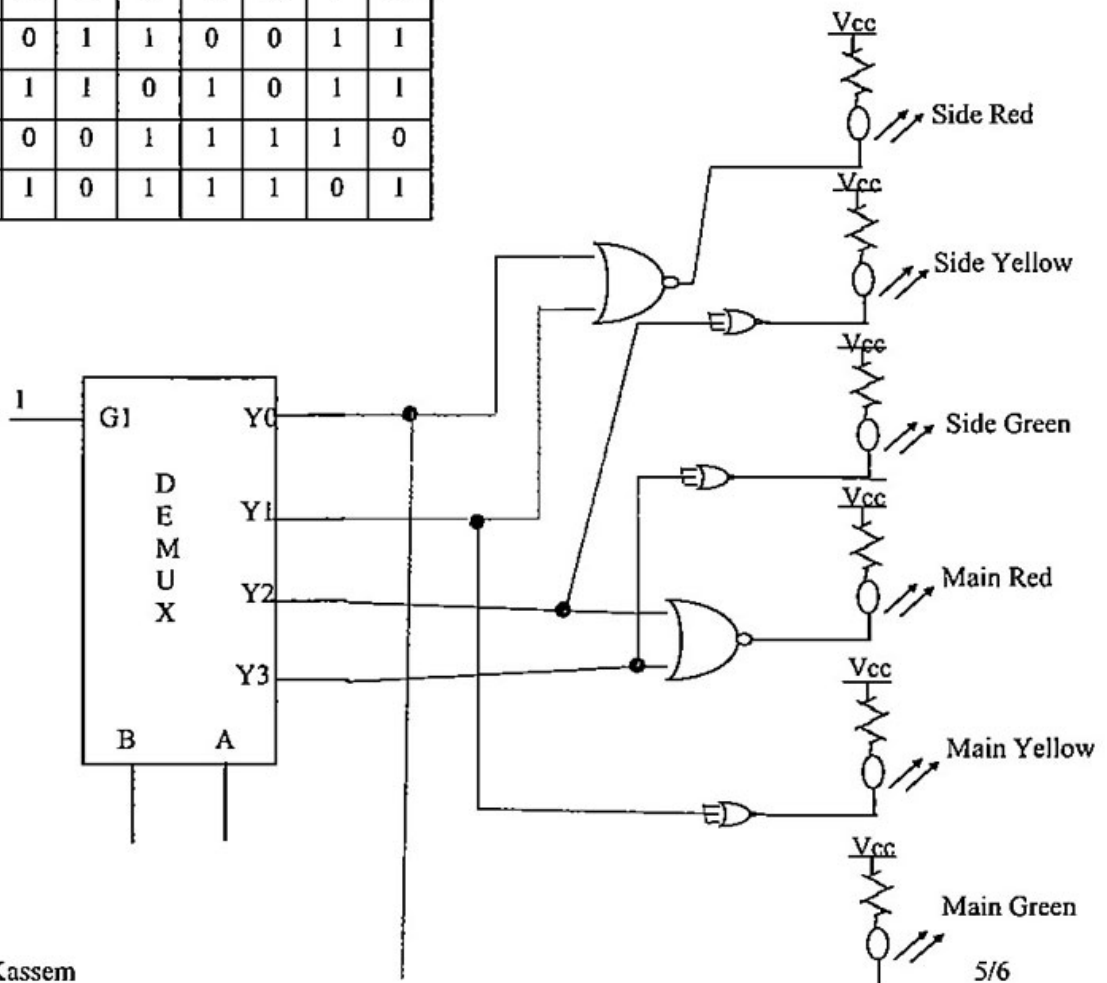 0 1 1 0 0 1 1
1 1 0 1 0 1 1
0 0 1 1 1 1 0
1 0 1 1 1 0 1
Vcc
Side Red
Vcc
Side Yellow
Vcc
1
G1
Y0
Side Green
DEMUX
Y1
Vcc
Main Red
Y2
Y3
Vcc
B
A
Main Yellow
Vcc
Main Green
5/6